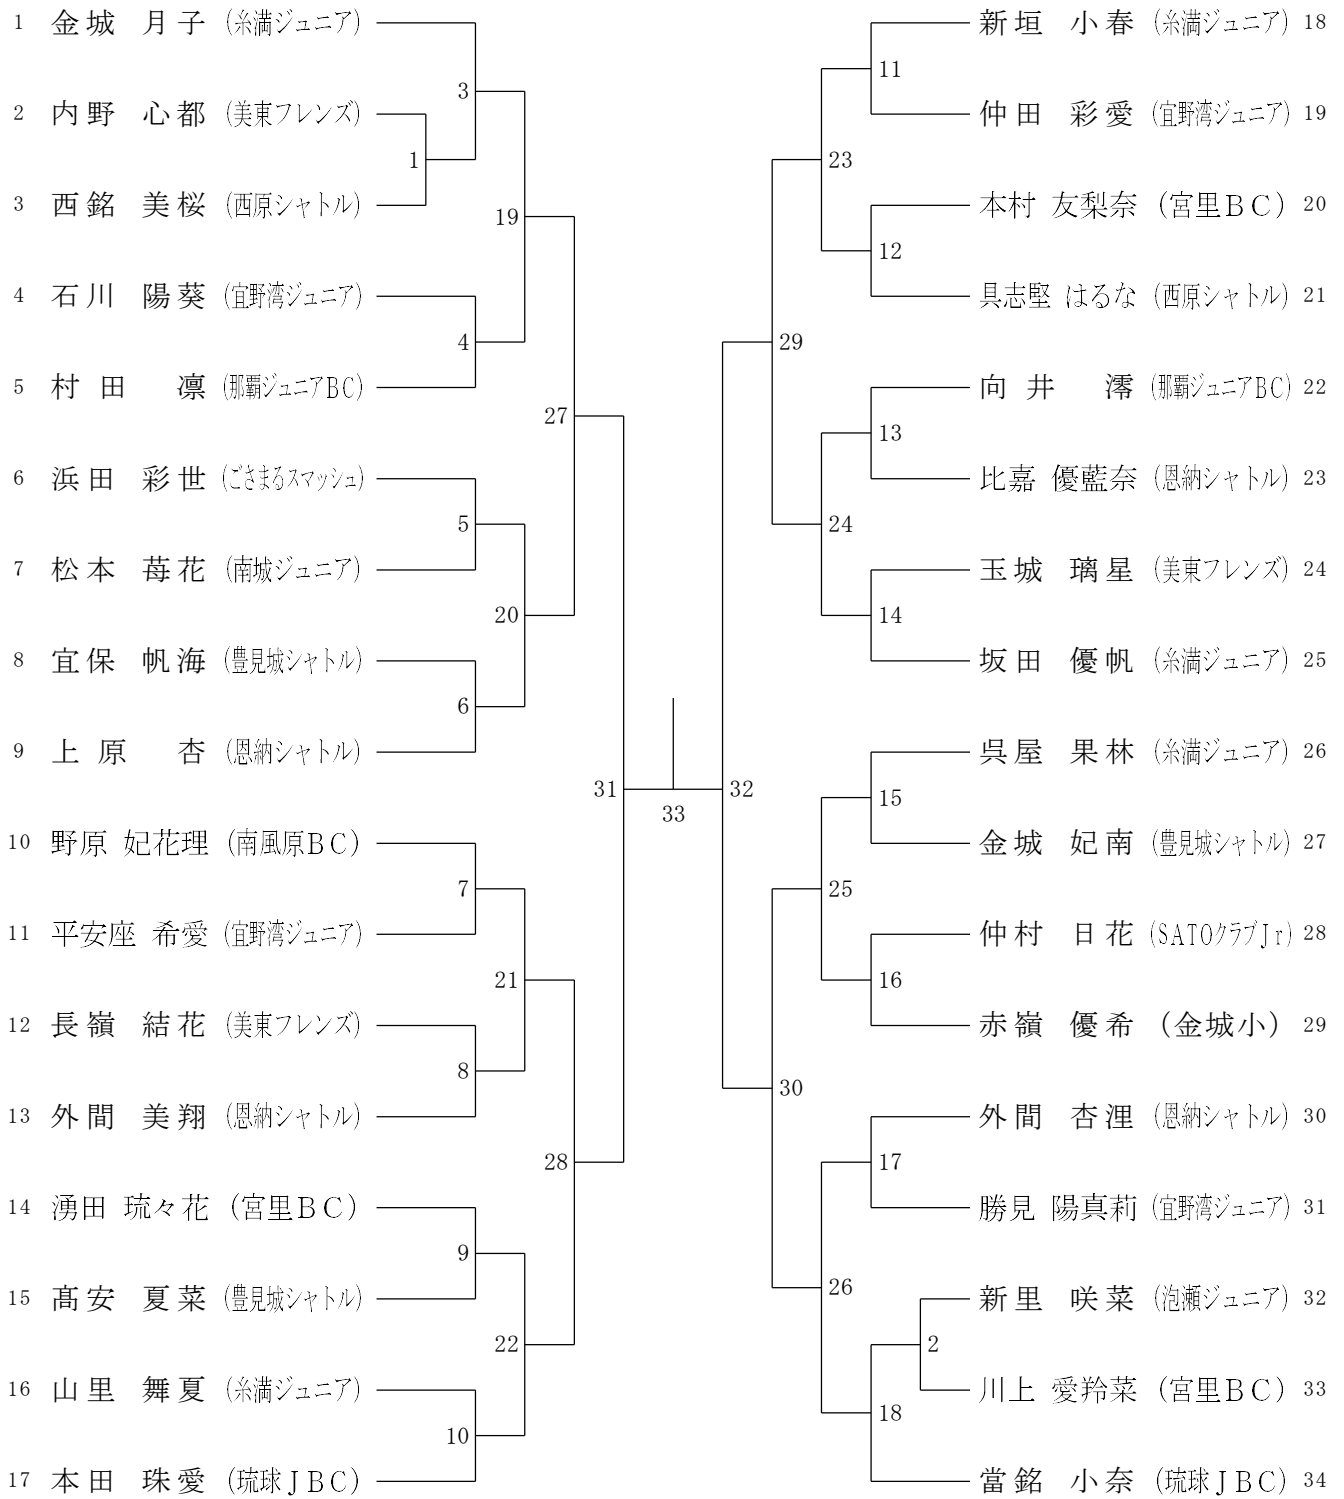 1 金城 月子 (糸満ジュニア)
2 内野 心都 (美東フレンズ)
3 西銘 美桜 (西原シャトル)
4 石川 陽葵 (宜野湾ジュニア)
5 村田 凛 (那覇ジュニアBC)
6 浜田 彩世 (ごさまるスマッシュ)
7 松本 苺花 (南城ジュニア)
8 宜保 帆海 (豊見城シャトル)
9 上原 杏 (恩納シャトル)
10 野原 妃花理 (南風原BC)
11 平安座 希愛 (宜野湾ジュニア)
12 長嶺 結花 (美東フレンズ)
13 外間 美翔 (恩納シャトル)
14 湧田 琉々花 (宮里BC)
15 髙安 夏菜 (豊見城シャトル)
16 山里 舞夏 (糸満ジュニア)
17 本田 珠愛 (琉球JBC)
3
1
19
4
27
5
20
6
31
7
21
8
28
9
22
10
33
32
11
23
12
29
13
24
14
15
25
16
30
17
26
2
18
新垣 小春 (糸満ジュニア) 18
仲田 彩愛 (宜野湾ジュニア) 19
本村 友梨奈 (宮里BC) 20
具志堅 はるな (西原シャトル) 21
向井 澪 (那覇ジュニアBC) 22
比嘉 優藍奈 (恩納シャトル) 23
玉城 璃星 (美東フレンズ) 24
坂田 優帆 (糸満ジュニア) 25
呉屋 果林 (糸満ジュニア) 26
金城 妃南 (豊見城シャトル) 27
仲村 日花 (SATOクラブJr) 28
赤嶺 優希 (金城小) 29
外間 杏浬 (恩納シャトル) 30
勝見 陽真莉 (宜野湾ジュニア) 31
新里 咲菜 (泡瀬ジュニア) 32
川上 愛羚菜 (宮里BC) 33
當銘 小奈 (琉球JBC) 34